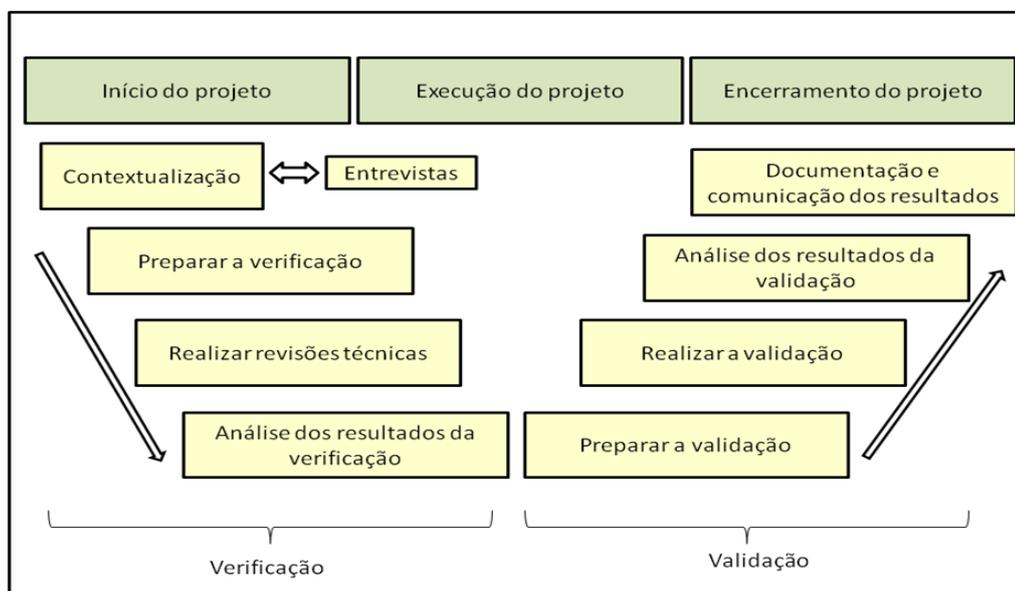 Início do projeto
Execução do projeto
Encerramento do projeto
Contextualização
Entrevistas
Documentação e
comunicação dos resultados
Preparar a verificação
Análise dos resultados da
validação
Realizar revisões técnicas
Realizar a validação
Análise dos resultados da
verificação
Preparar a validação
Verificação
Validação